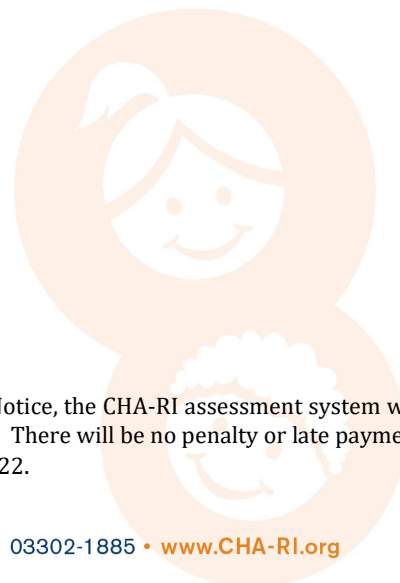 Notice, the CHA-RI assessment system w
There will be no penalty or late payme
22.
03302-1885 • www.CHA-RI.org